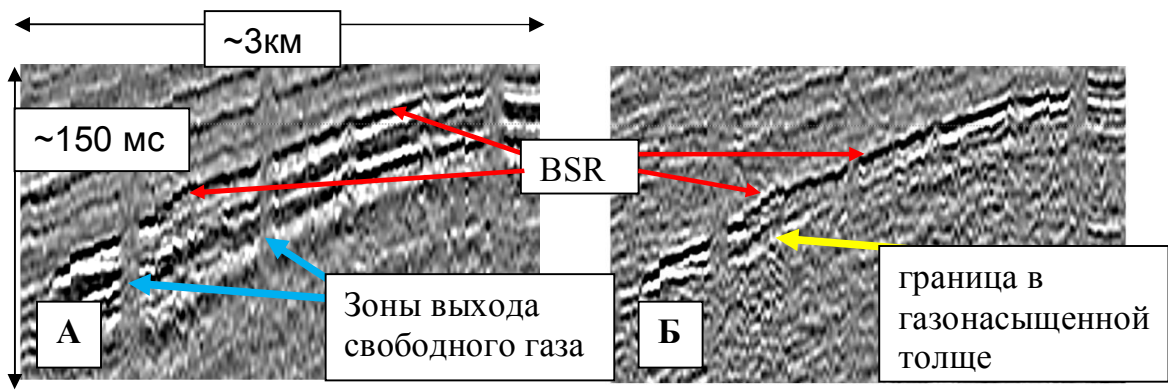 ~3км
~150 мс
BSR
А
Зоны выхода
свободного газа
Б
граница в
газонасыщенной
толще